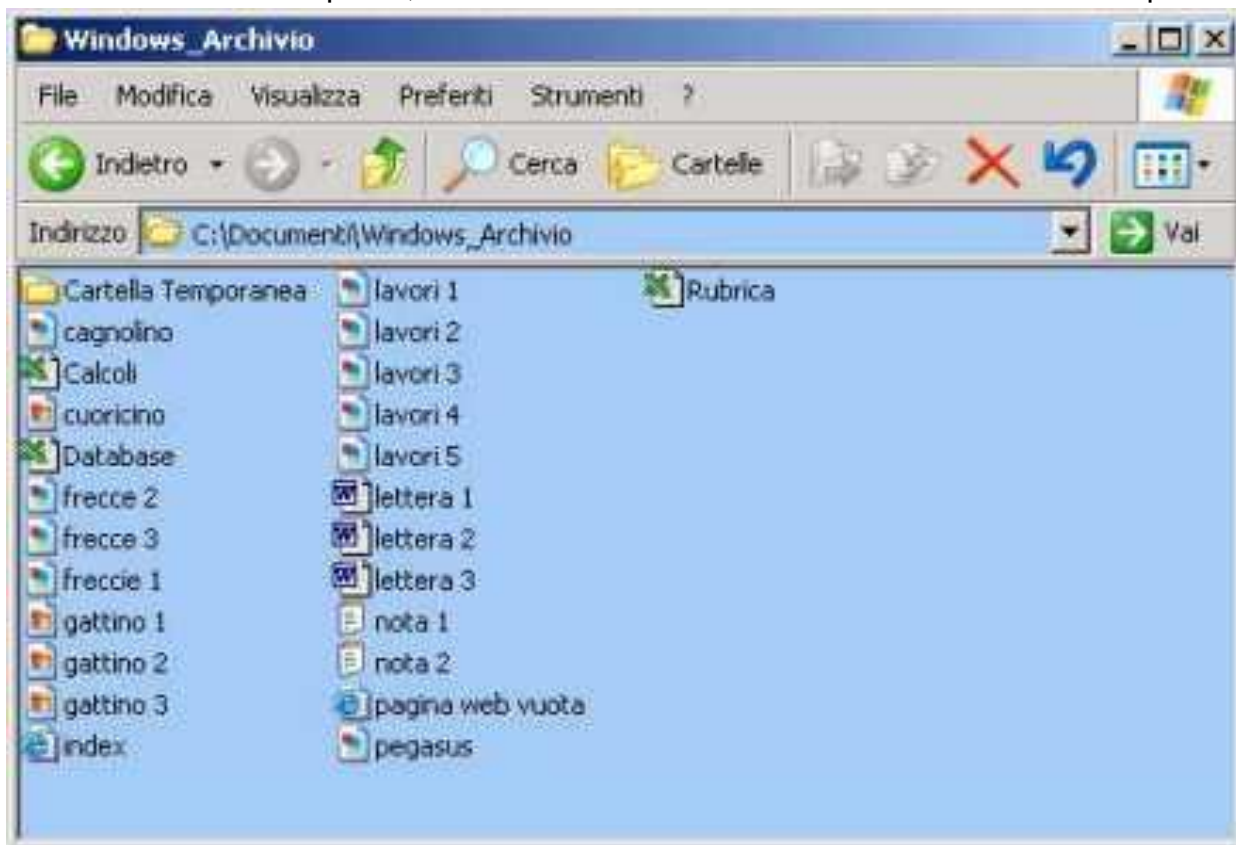 Windows_Archivio
File Modifica Visualizza Preferiti Strumenti ?
Indietro Cerca Cartelle
Indirizzo C:\Documenti\Windows_Archivio Vai
Cartella Temporanea
cagnolino
Calcoli
cuoricino
Database
frecce 2
frecce 3
freccie 1
gattino 1
gattino 2
gattino 3
index
lavori 1
lavori 2
lavori 3
lavori 4
lavori 5
lettera 1
lettera 2
lettera 3
nota 1
nota 2
pagina web vuota
pegasus
Rubrica